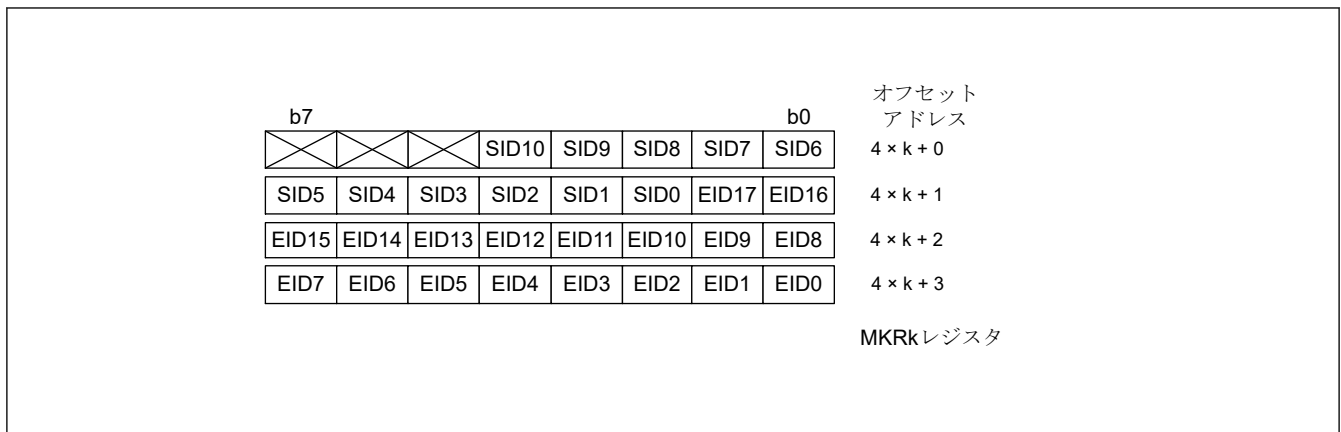 オフセット
b7 b0 アドレス
SID10 SID9 SID8 SID7 SID6 4 × k + 0
SID5 SID4 SID3 SID2 SID1 SID0 EID17 EID16 4 × k + 1
EID15 EID14 EID13 EID12 EID11 EID10 EID9 EID8 4 × k + 2
EID7 EID6 EID5 EID4 EID3 EID2 EID1 EID0 4 × k + 3
MKRkレジスタ